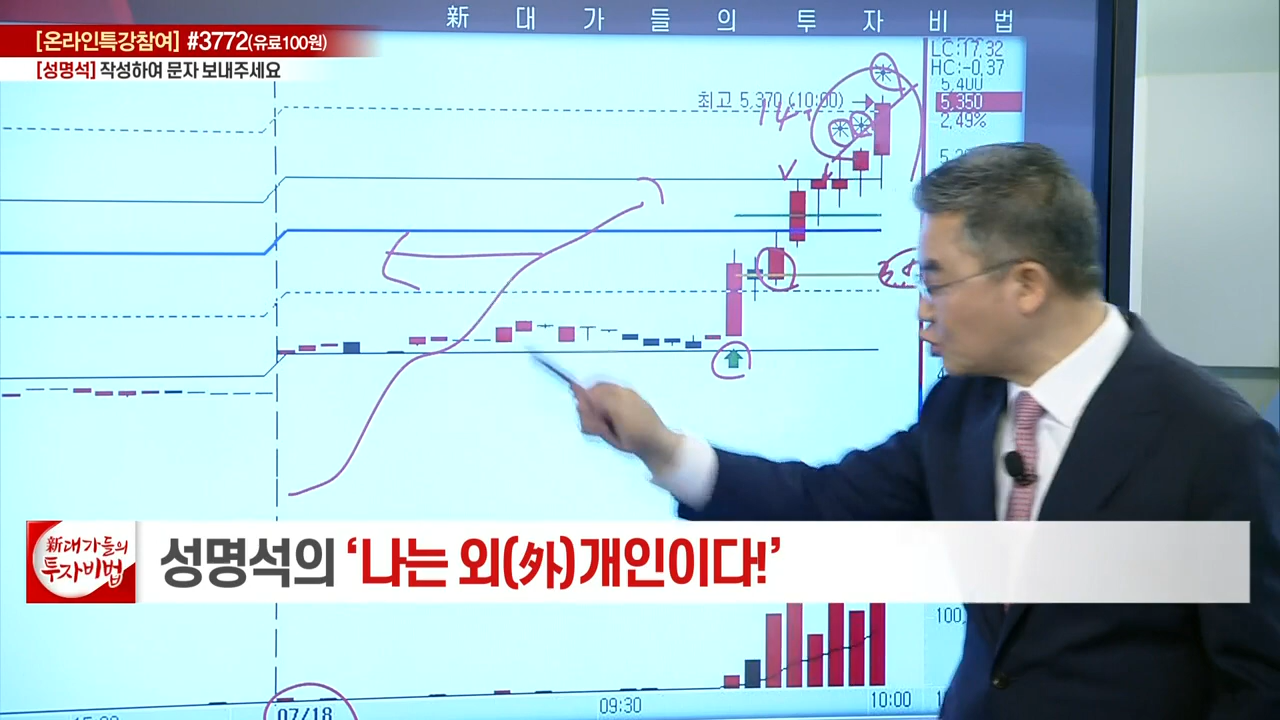 新 대 가 들 의 투 자 비 법
[온라인특강참여] #3772(유료100원)
[성명석] 작성하여 문자 보내주세요
LC:17.32
HC:-0.37
5,400
최고 5,370 (10:00)
5,350
2.49%
14
新대가들의
투자비법
성명석의 ‘나는 외(外)개인이다!’
100,
07/18
09:30
10:00